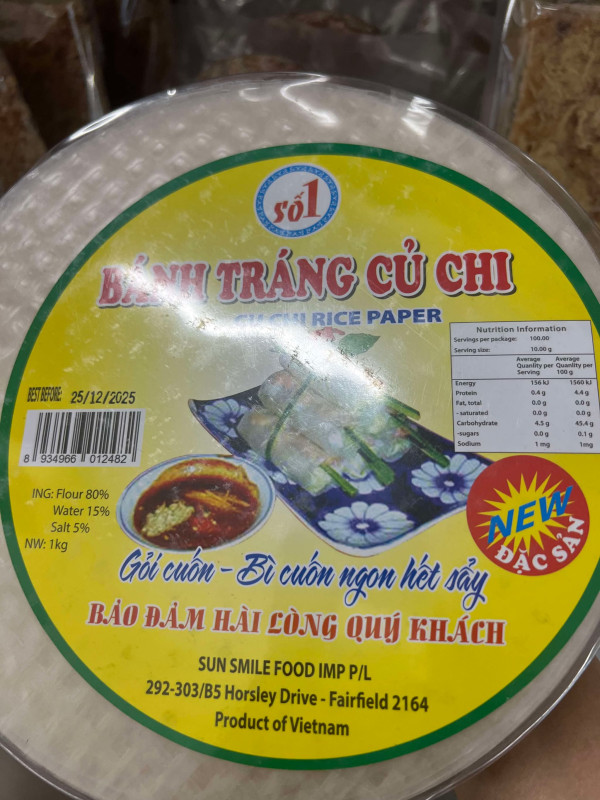 Số 1
BÁNH TRÁNG CỦ CHI
CU CHI RICE PAPER
Nutrition Information
Servings per package: 100.00
Serving size: 10.00 g
Average Quanlity per Serving Average Quanlity per 100 g
Energy 156 kJ 1560 kJ
Protein 0.4 g 4.4 g
Fat, total 0.0 g 0.0 g
- saturated 0.0 g 0.0 g
Carbohydrate 4.5 g 45.4 g
-sugars 0.0 g 0.1 g
Sodium 1 mg 1mg
BEST BEFORE: 25/12/2025
8 934966 012482
ING: Flour 80%
Water 15%
Salt 5%
NW: 1kg
NEW
ĐẶC SẢN
Gỏi cuốn - Bì cuốn ngon hết sẩy
BẢO ĐẢM HÀI LÒNG QUÝ KHÁCH
SUN SMILE FOOD IMP P/L
292-303/B5 Horsley Drive - Fairfield 2164
Product of Vietnam